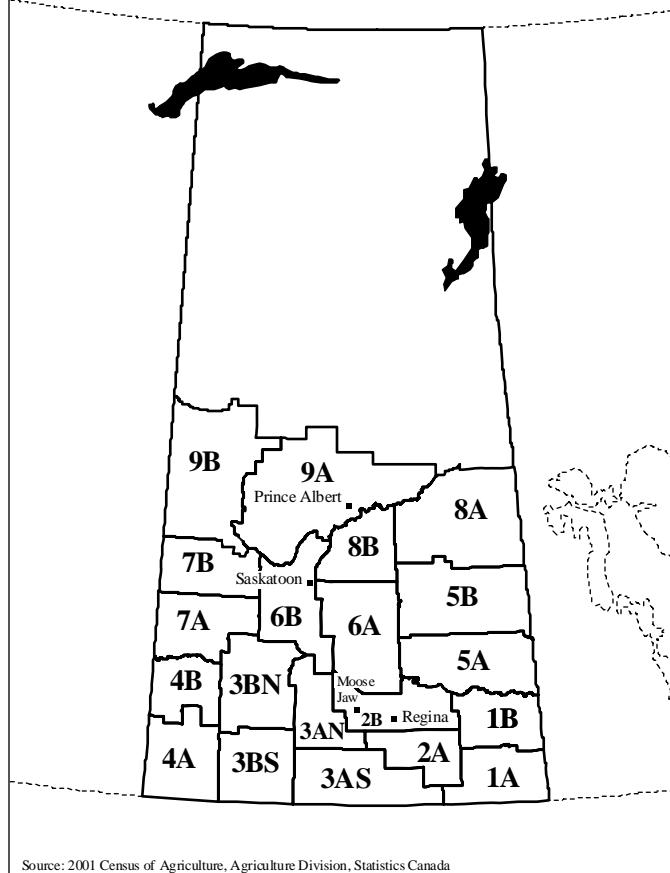 9B
9A
Prince Albert
8A
8B
7B
Saskatoon
5B
6B
6A
7A
5A
4B
3BN
Moose
Jaw
2B
Regina
1B
3AN
2A
4A
3BS
3AS
1A
Source: 2001 Census of Agriculture, Agriculture Division, Statistics Canada